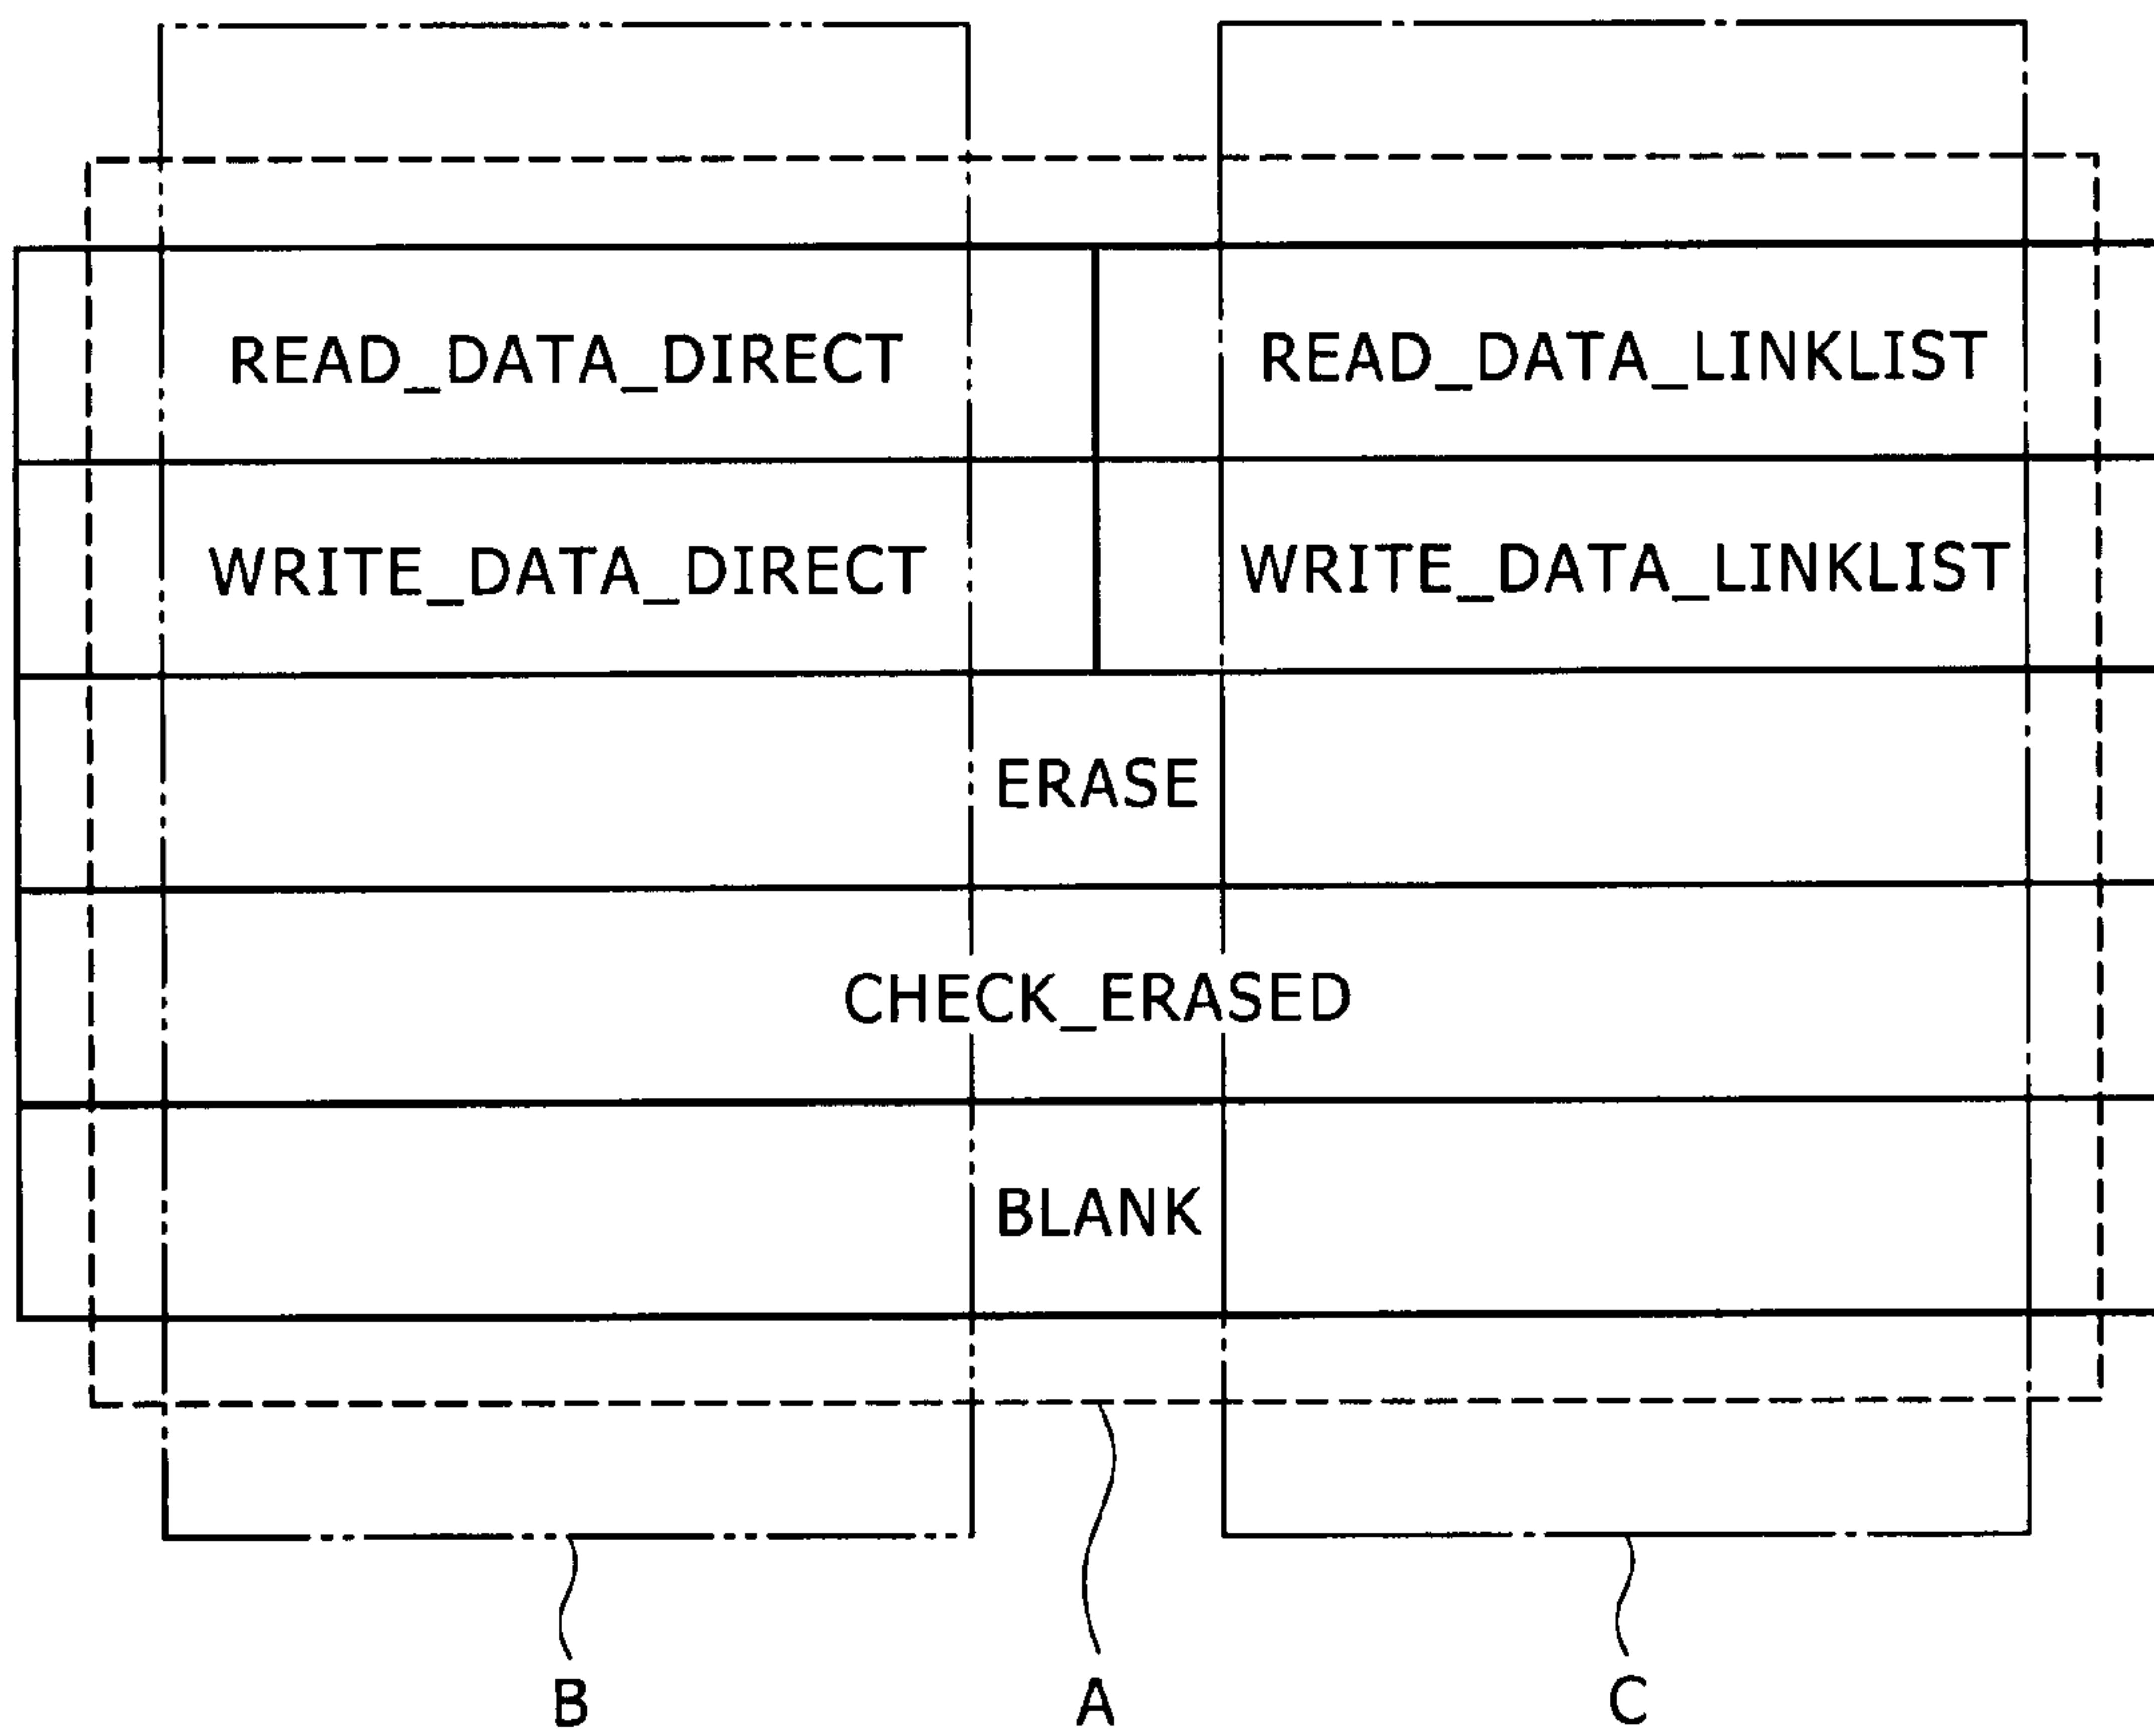 READ_DATA_DIRECT READ_DATA_LINKLIST
WRITE_DATA_DIRECT WRITE_DATA_LINKLIST
ERASE
CHECK_ERASED
BLANK
B A C